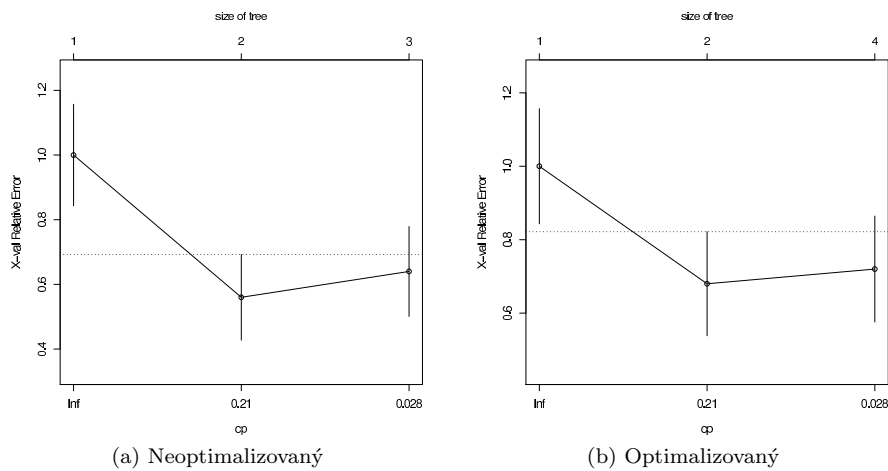 size of tree
1 2 3
X-val Relative Error
1.2
1.0
0.8
0.6
0.4
Inf 0.21 0.028
cp
(a) Neoptimalizovaný
size of tree
1 2 4
X-val Relative Error
1.2
1.0
0.8
0.6
Inf 0.21 0.028
cp
(b) Optimalizovaný